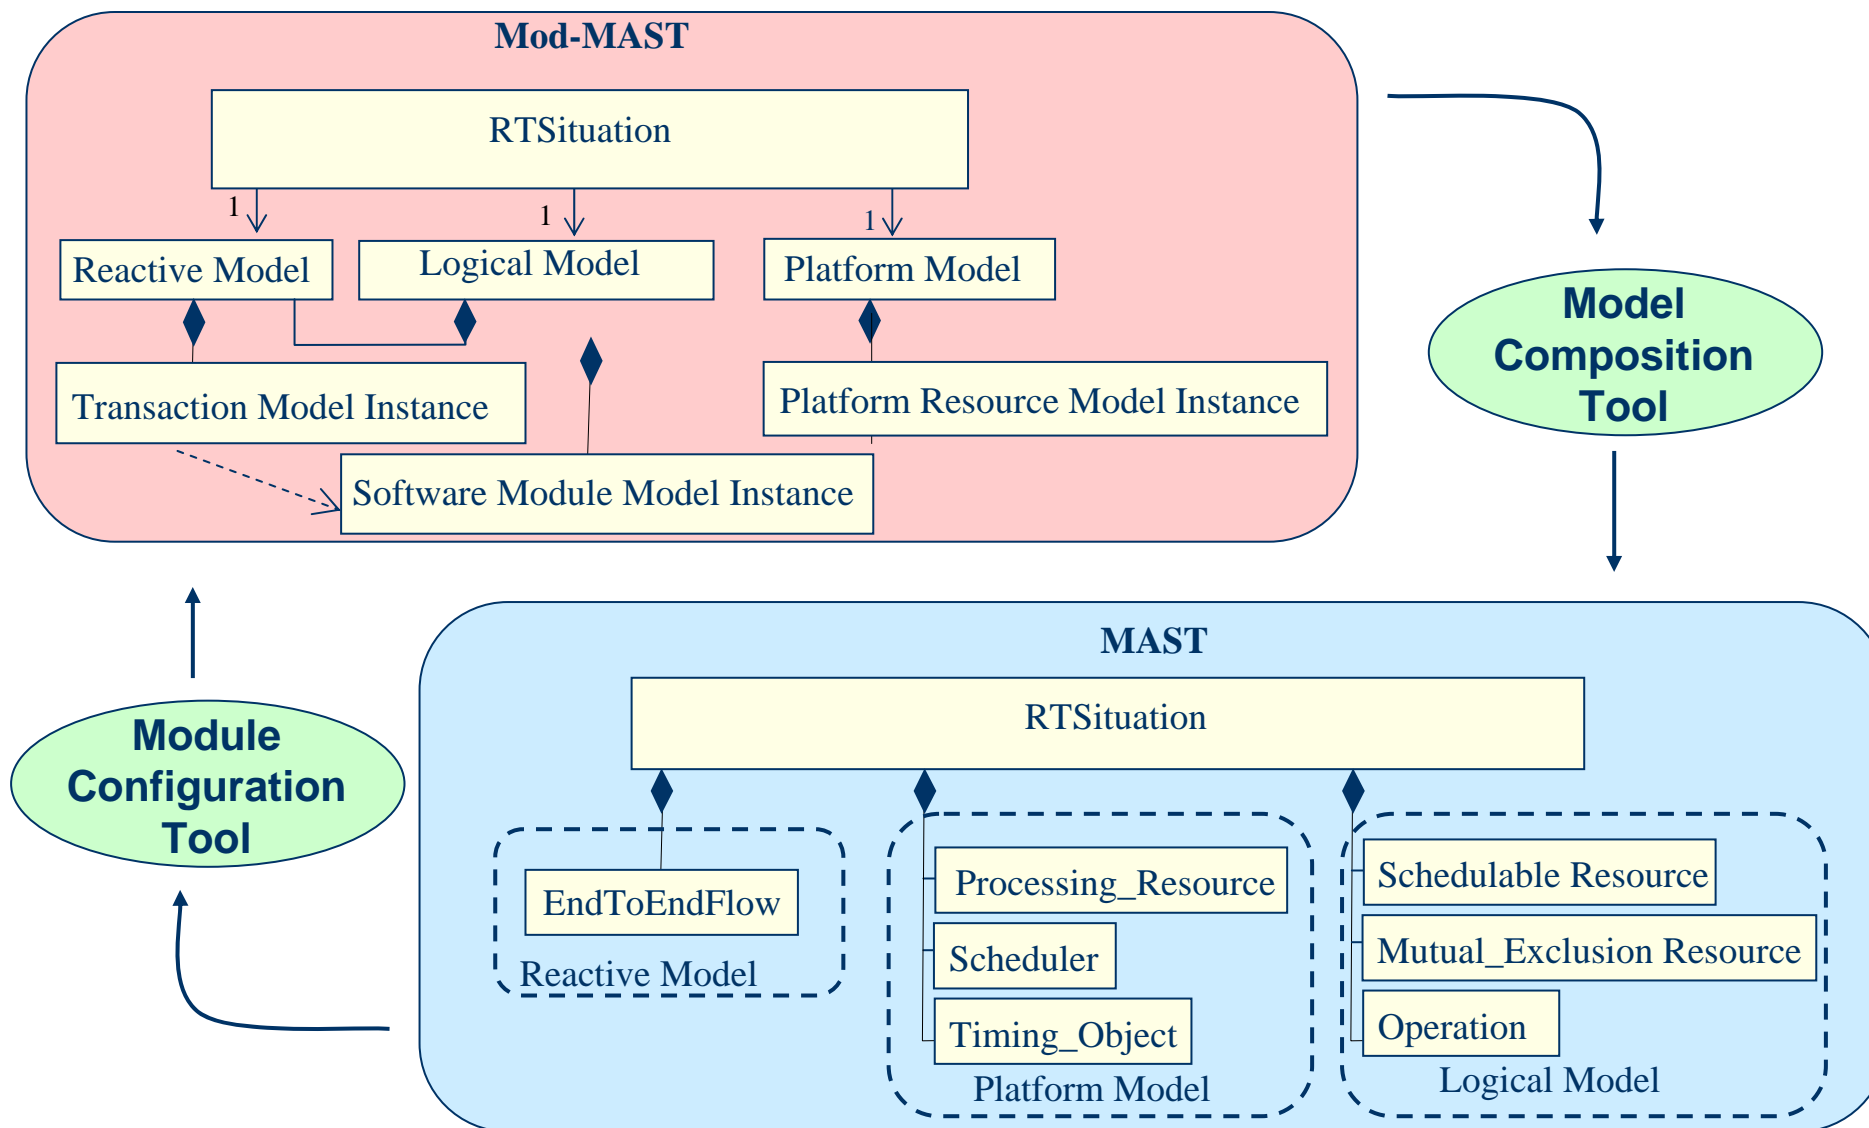 Mod-MAST
RTSituation
1
1
1
Reactive Model
Logical Model
Platform Model
Transaction Model Instance
Platform Resource Model Instance
Software Module Model Instance
Model
Composition
Tool
Module
Configuration
Tool
MAST
RTSituation
EndToEndFlow
Reactive Model
Processing_Resource
Scheduler
Timing_Object
Platform Model
Schedulable Resource
Mutual_Exclusion Resource
Operation
Logical Model